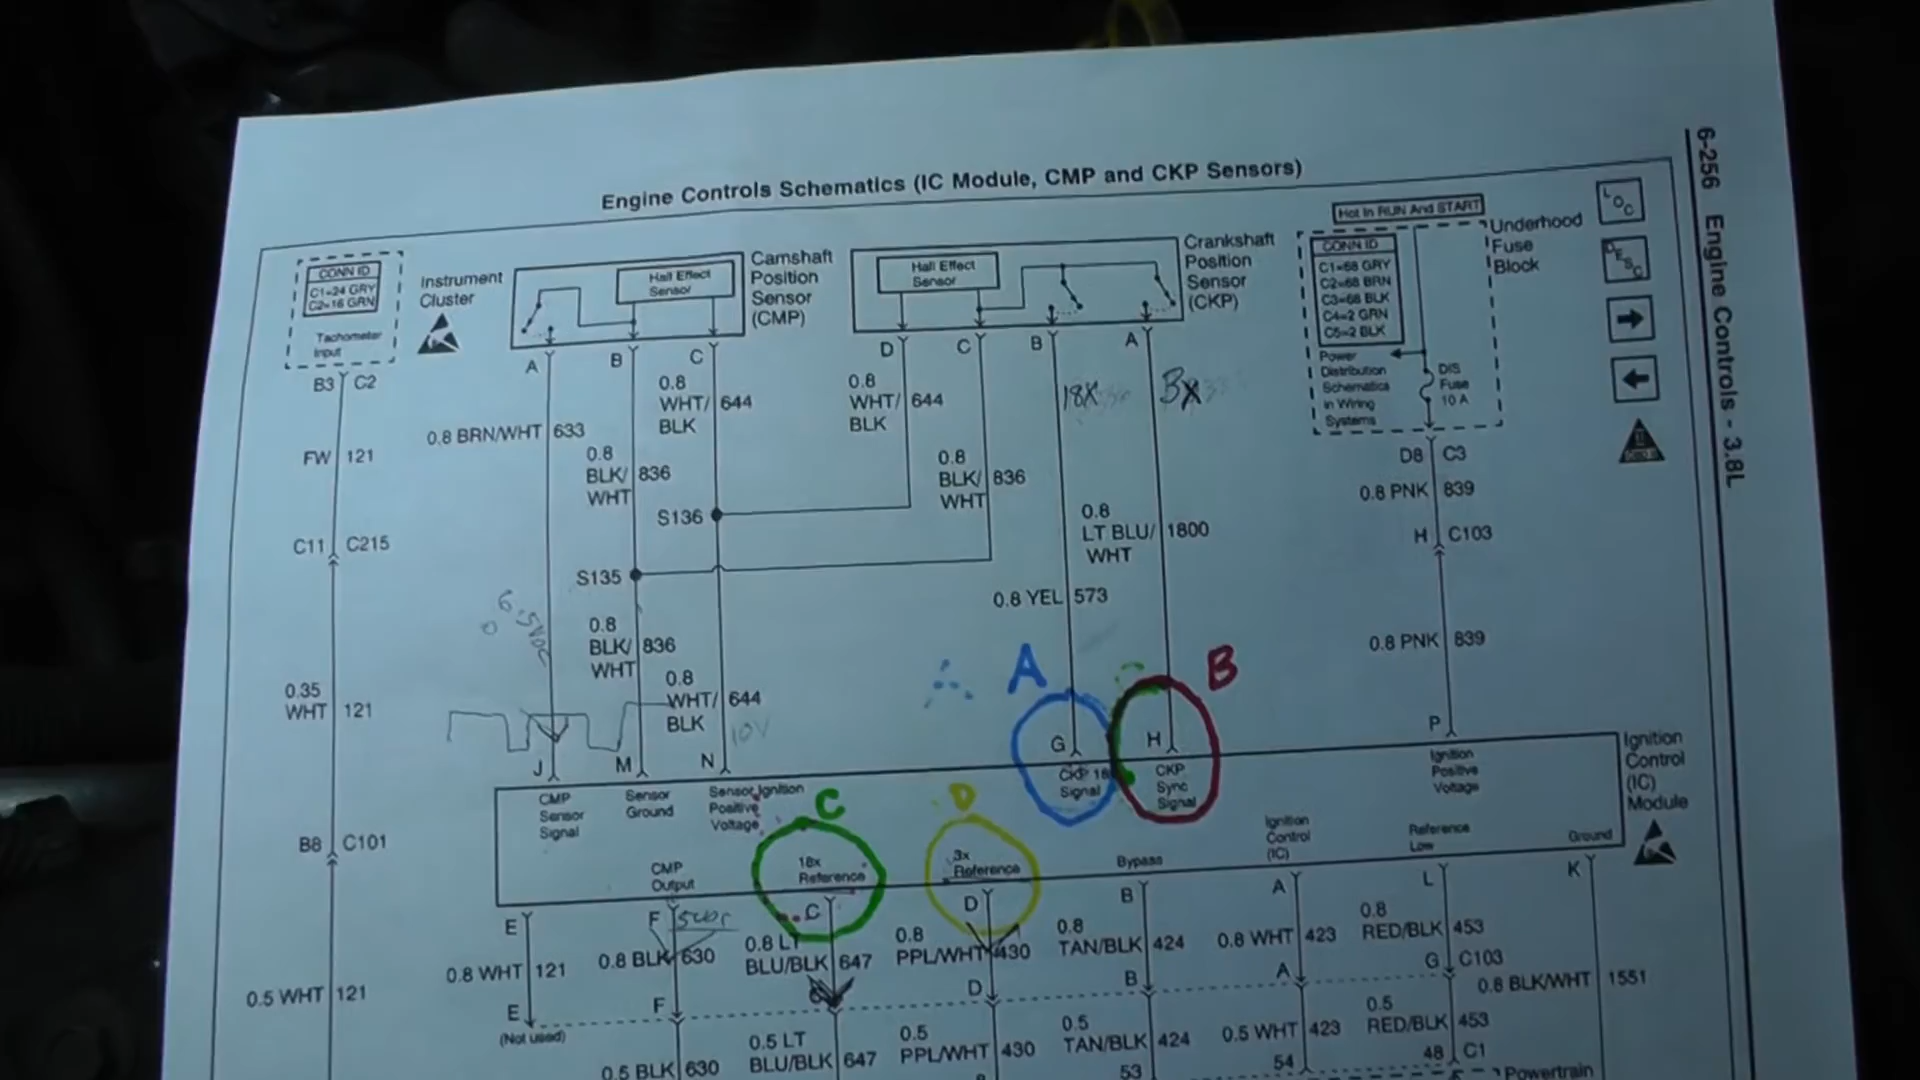 Engine Controls Schematics (IC Module, CMP and CKP Sensors)
6-256 Engine Controls - 3.8L
CONN ID
C1=24 GRY
C2=16 GRN
Tachometer
Input
Instrument
Cluster
Hall Effect
Sensor
Camshaft
Position
Sensor
(CMP)
Hall Effect
Sensor
Crankshaft
Position
Sensor
(CKP)
Hot In RUN And START
CONN ID
C1=68 GRY
C2=68 BRN
C3=68 BLK
C4=2 GRN
C5=2 BLK
Power
Distribution
Schematics
in Wiring
Systems
DIS
Fuse
10 A
Underhood
Fuse
Block
LOC
DESC
B3 C2
A B C D C B A
0.8
WHT/ 644
BLK
0.8
WHT/ 644
BLK
18X
3X
FW 121
0.8 BRN/WHT 633
0.8
BLK/ 836
WHT
0.8
BLK/ 836
WHT
D8 C3
0.8 PNK 839
S136
0.8
LT BLU/ 1800
WHT
H C103
C11 C215
S135
0.8 YEL 573
0.8
BLK/ 836
WHT
0.8 PNK 839
0.35
WHT 121
0.8
WHT/ 644
BLK
10V
A
B
J M N G H P
CMP
Sensor
Signal
Sensor
Ground
Sensor Ignition
Positive
Voltage
CKP 18
Signal
CKP
Sync
Signal
Ignition
Positive
Voltage
Ignition
Control
(IC)
Module
C
D
B8 C101
CMP
Output
18x
Reference
3x
Reference
Bypass
Ignition
Control
(IC)
Reference
Low
Ground
E F C D B A L K
0.8 WHT 121
0.8 BLK 630
0.8 LT
BLU/BLK 647
0.8
PPL/WHT 430
0.8
TAN/BLK 424
0.8 WHT 423
0.8
RED/BLK 453
0.8 BLK/WHT 1551
0.5 WHT 121
E
(Not used)
F D B A G C103
0.5 BLK 630
0.5 LT
BLU/BLK 647
0.5
PPL/WHT 430
0.5
TAN/BLK 424
0.5 WHT 423
0.5
RED/BLK 453
53 54 48 C1
Powertrain